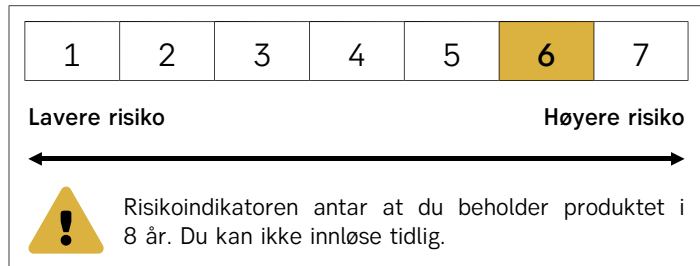 1 2 3 4 5 6 7
Lavere risiko Høyere risiko
Risikoindikatoren antar at du beholder produktet i
8 år. Du kan ikke innløse tidlig.